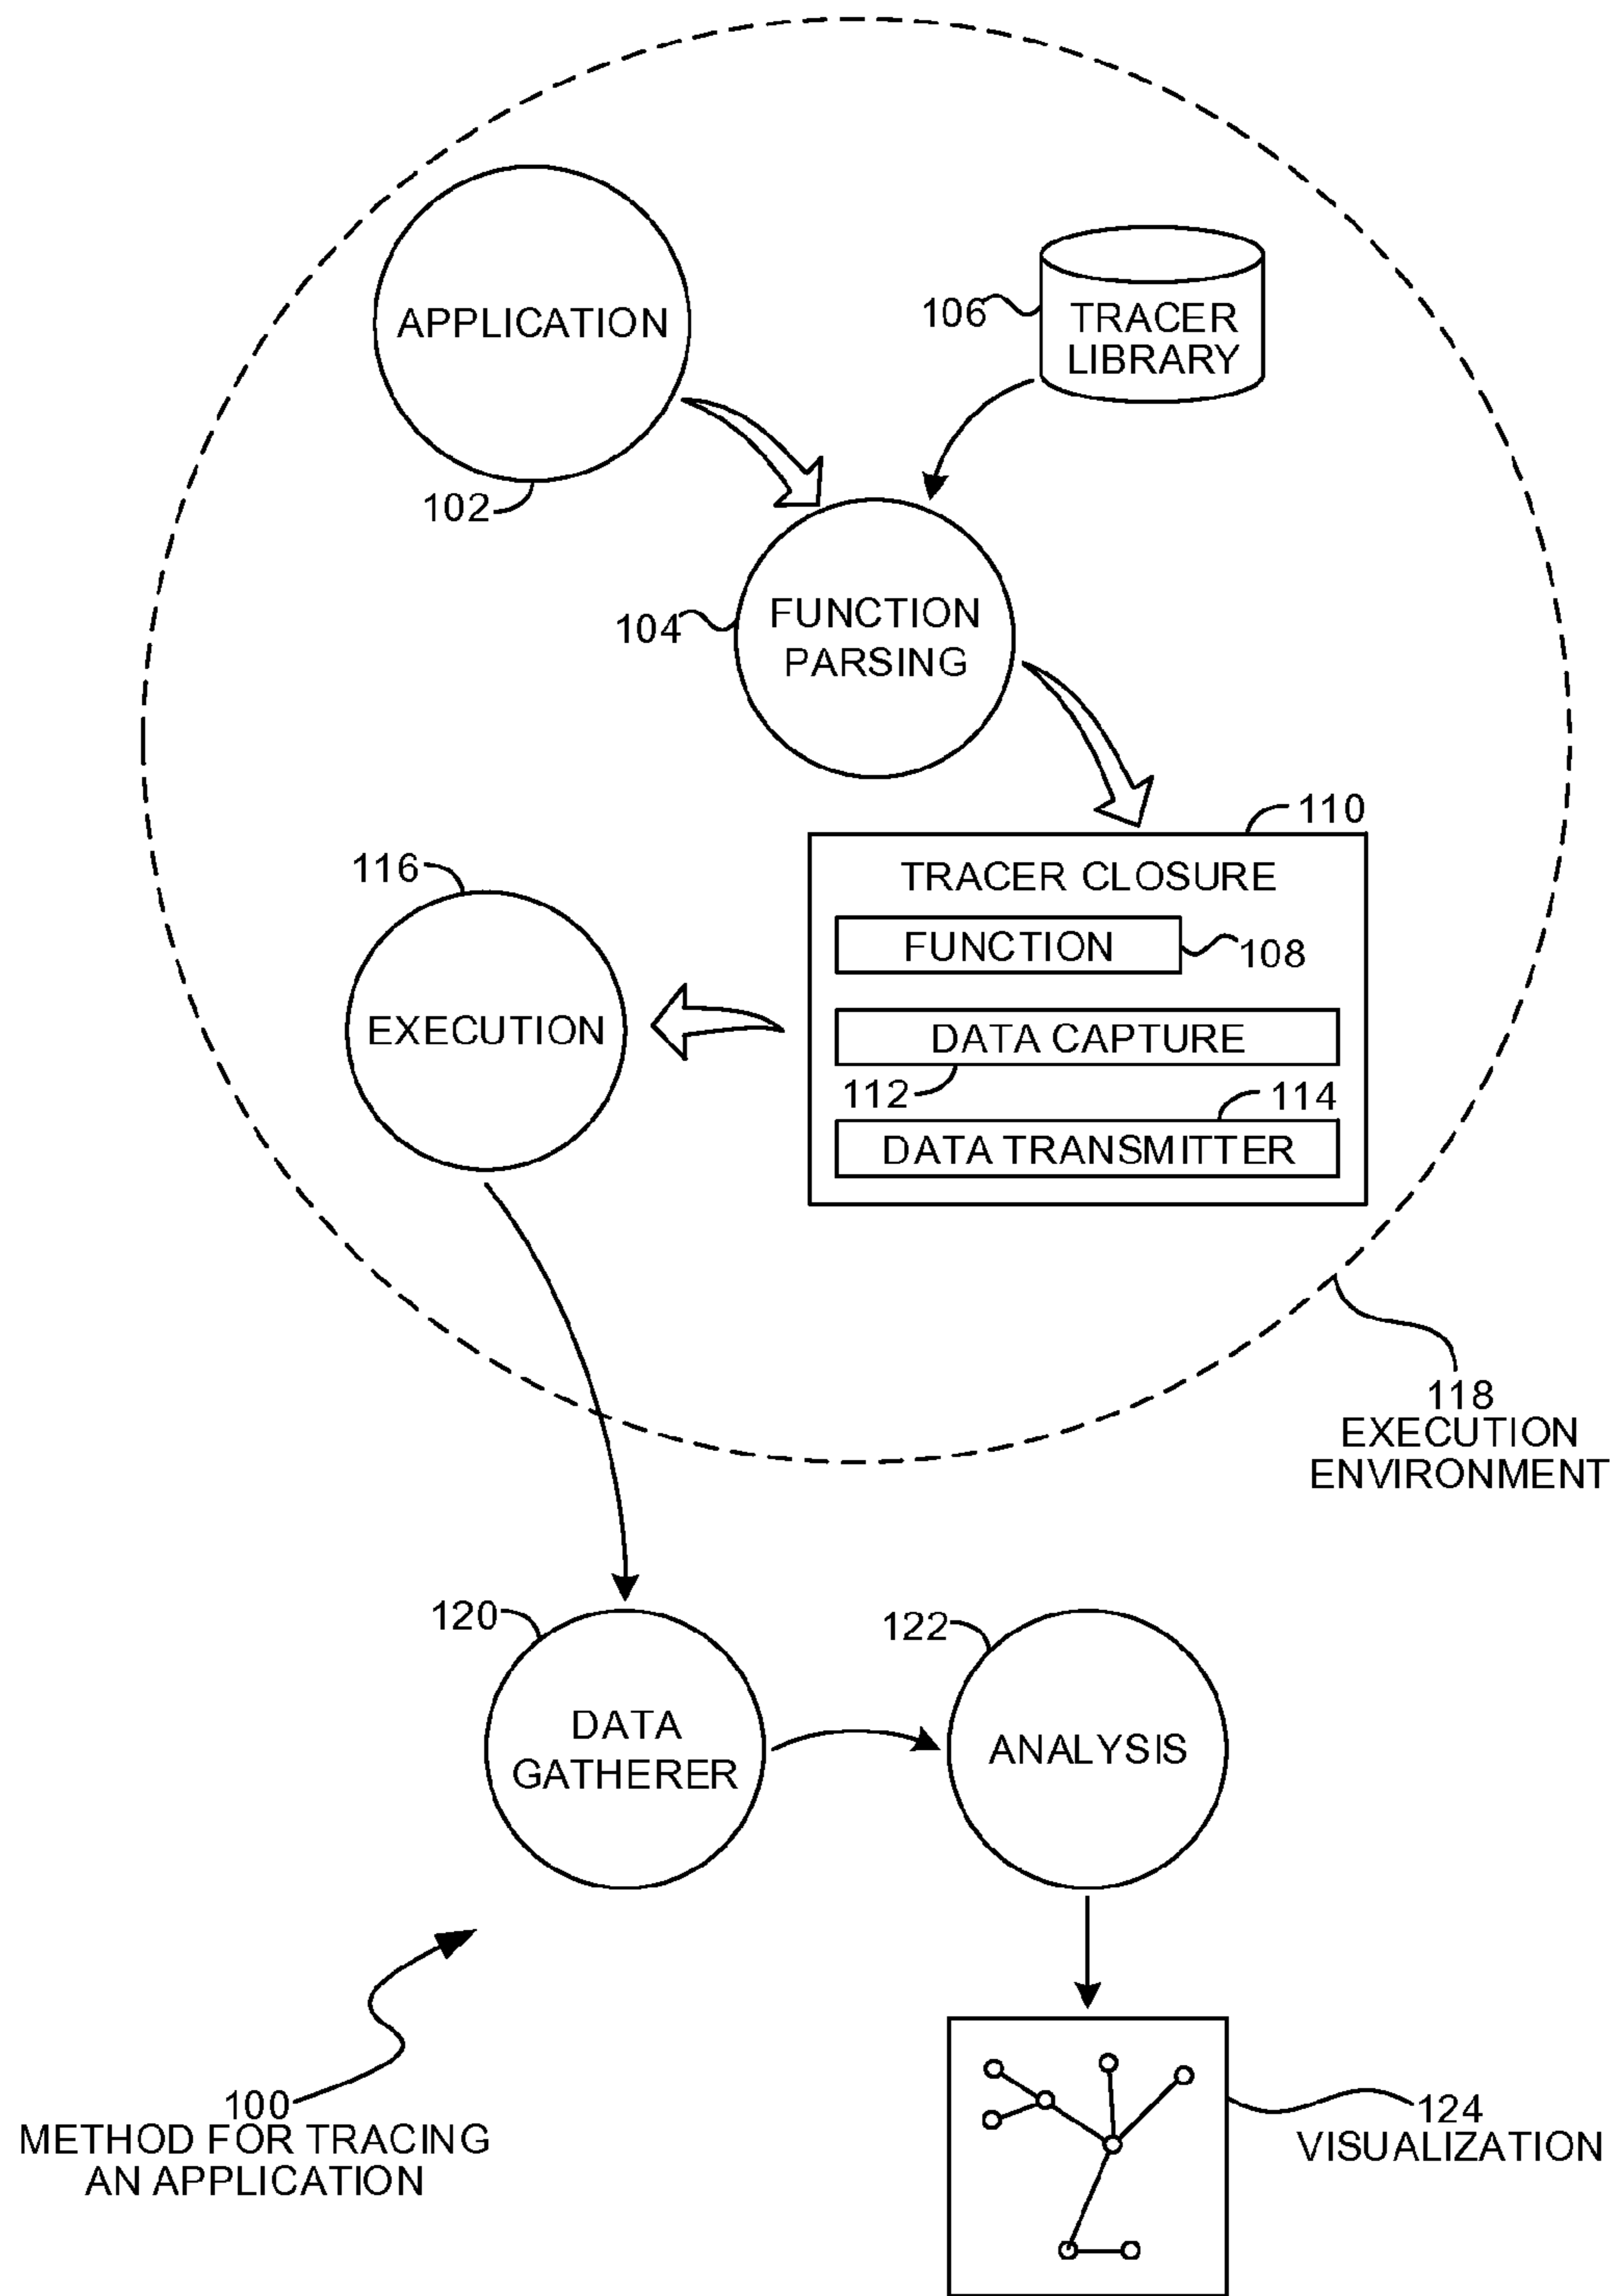 APPLICATION
102
106
TRACER
LIBRARY
104
FUNCTION
PARSING
110
TRACER CLOSURE
FUNCTION
108
DATA CAPTURE
112
114
DATA TRANSMITTER
116
EXECUTION
118
EXECUTION
ENVIRONMENT
120
DATA
GATHERER
122
ANALYSIS
100
METHOD FOR TRACING
AN APPLICATION
124
VISUALIZATION